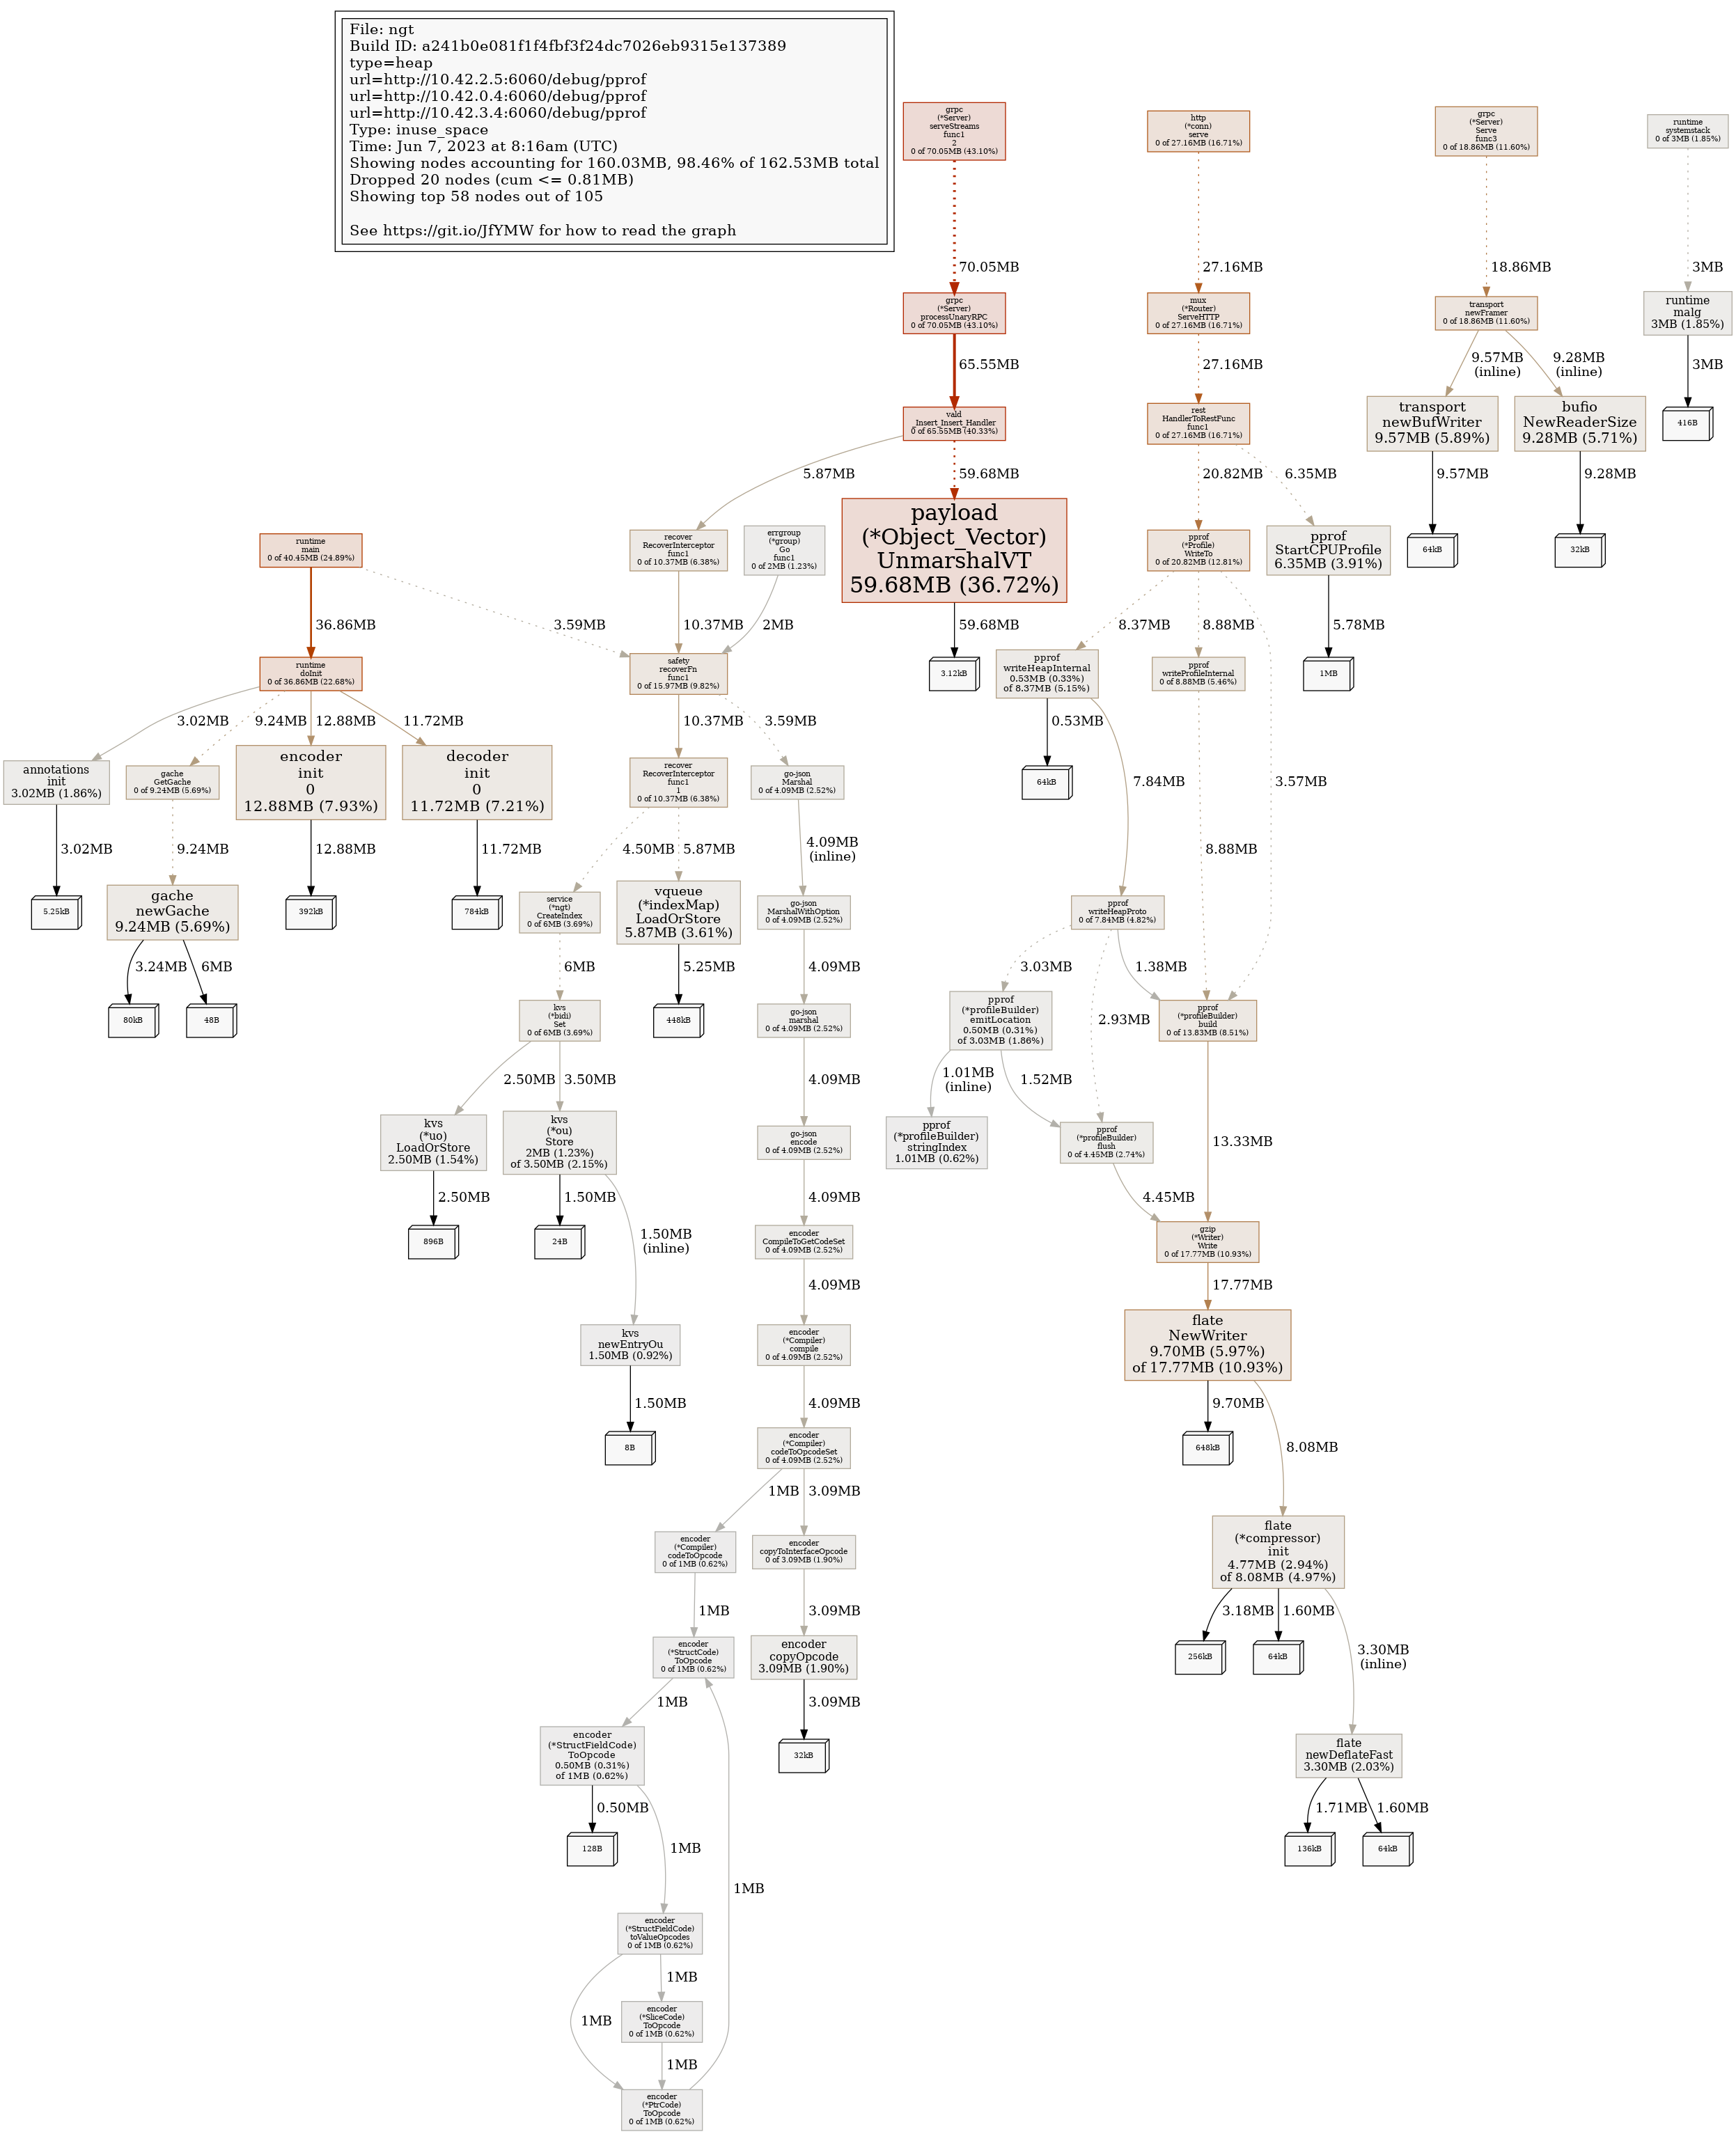 File: ngt
Build ID: a241b0e081f1f4fbf3f24dc7026eb9315e137389
type=heap
url=http://10.42.2.5:6060/debug/pprof
url=http://10.42.0.4:6060/debug/pprof
url=http://10.42.3.4:6060/debug/pprof
Type: inuse_space
Time: Jun 7, 2023 at 8:16am (UTC)
Showing nodes accounting for 160.03MB, 98.46% of 162.53MB total
Dropped 20 nodes (cum <= 0.81MB)
Showing top 58 nodes out of 105
See https://git.io/JfYMW for how to read the graph
grpc
(*Server)
serveStreams
func1
2
0 of 70.05MB (43.10%)
http
(*conn)
serve
0 of 27.16MB (16.71%)
grpc
(*Server)
Serve
func3
0 of 18.86MB (11.60%)
runtime
systemstack
0 of 3MB (1.85%)
70.05MB
27.16MB
18.86MB
3MB
grpc
(*Server)
processUnaryRPC
0 of 70.05MB (43.10%)
mux
(*Router)
ServeHTTP
0 of 27.16MB (16.71%)
transport
newFramer
0 of 18.86MB (11.60%)
runtime
malg
3MB (1.85%)
65.55MB
27.16MB
9.57MB
(inline)
9.28MB
(inline)
3MB
vald
_Insert_Insert_Handler
0 of 65.55MB (40.33%)
rest
HandlerToRestFunc
func1
0 of 27.16MB (16.71%)
transport
newBufWriter
9.57MB (5.89%)
bufio
NewReaderSize
9.28MB (5.71%)
416B
5.87MB
59.68MB
20.82MB
6.35MB
9.57MB
9.28MB
runtime
main
0 of 40.45MB (24.89%)
recover
RecoverInterceptor
func1
0 of 10.37MB (6.38%)
errgroup
(*group)
Go
func1
0 of 2MB (1.23%)
payload
(*Object_Vector)
UnmarshalVT
59.68MB (36.72%)
pprof
(*Profile)
WriteTo
0 of 20.82MB (12.81%)
pprof
StartCPUProfile
6.35MB (3.91%)
64kB
32kB
36.86MB
3.59MB
10.37MB
2MB
59.68MB
8.37MB
8.88MB
5.78MB
runtime
doInit
0 of 36.86MB (22.68%)
safety
recoverFn
func1
0 of 15.97MB (9.82%)
3.12kB
pprof
writeHeapInternal
0.53MB (0.33%)
of 8.37MB (5.15%)
pprof
writeProfileInternal
0 of 8.88MB (5.46%)
1MB
3.02MB
9.24MB
12.88MB
11.72MB
10.37MB
3.59MB
0.53MB
7.84MB
3.57MB
annotations
init
3.02MB (1.86%)
gache
GetGache
0 of 9.24MB (5.69%)
encoder
init
0
12.88MB (7.93%)
decoder
init
0
11.72MB (7.21%)
recover
RecoverInterceptor
func1
1
0 of 10.37MB (6.38%)
go-json
Marshal
0 of 4.09MB (2.52%)
64kB
3.02MB
9.24MB
12.88MB
11.72MB
4.50MB
5.87MB
4.09MB
(inline)
8.88MB
5.25kB
gache
newGache
9.24MB (5.69%)
392kB
784kB
service
(*ngt)
CreateIndex
0 of 6MB (3.69%)
vqueue
(*indexMap)
LoadOrStore
5.87MB (3.61%)
go-json
MarshalWithOption
0 of 4.09MB (2.52%)
pprof
writeHeapProto
0 of 7.84MB (4.82%)
3.24MB
6MB
6MB
5.25MB
4.09MB
3.03MB
1.38MB
80kB
48B
kvs
(*bidi)
Set
0 of 6MB (3.69%)
448kB
go-json
marshal
0 of 4.09MB (2.52%)
pprof
(*profileBuilder)
emitLocation
0.50MB (0.31%)
of 3.03MB (1.86%)
2.93MB
pprof
(*profileBuilder)
build
0 of 13.83MB (8.51%)
2.50MB
3.50MB
4.09MB
1.01MB
(inline)
1.52MB
kvs
(*uo)
LoadOrStore
2.50MB (1.54%)
kvs
(*ou)
Store
2MB (1.23%)
of 3.50MB (2.15%)
go-json
encode
0 of 4.09MB (2.52%)
pprof
(*profileBuilder)
stringIndex
1.01MB (0.62%)
pprof
(*profileBuilder)
flush
0 of 4.45MB (2.74%)
13.33MB
2.50MB
1.50MB
4.09MB
4.45MB
896B
24B
1.50MB
(inline)
encoder
CompileToGetCodeSet
0 of 4.09MB (2.52%)
gzip
(*Writer)
Write
0 of 17.77MB (10.93%)
4.09MB
17.77MB
kvs
newEntryOu
1.50MB (0.92%)
encoder
(*Compiler)
compile
0 of 4.09MB (2.52%)
flate
NewWriter
9.70MB (5.97%)
of 17.77MB (10.93%)
1.50MB
4.09MB
9.70MB
8B
encoder
(*Compiler)
codeToOpcodeSet
0 of 4.09MB (2.52%)
648kB
8.08MB
1MB
3.09MB
encoder
(*Compiler)
codeToOpcode
0 of 1MB (0.62%)
encoder
copyToInterfaceOpcode
0 of 3.09MB (1.90%)
flate
(*compressor)
init
4.77MB (2.94%)
of 8.08MB (4.97%)
1MB
3.09MB
3.18MB
1.60MB
encoder
(*StructCode)
ToOpcode
0 of 1MB (0.62%)
encoder
copyOpcode
3.09MB (1.90%)
256kB
64kB
3.30MB
(inline)
1MB
3.09MB
encoder
(*StructFieldCode)
ToOpcode
0.50MB (0.31%)
of 1MB (0.62%)
32kB
flate
newDeflateFast
3.30MB (2.03%)
0.50MB
1.71MB
1.60MB
128B
1MB
136kB
64kB
1MB
encoder
(*StructFieldCode)
toValueOpcodes
0 of 1MB (0.62%)
1MB
1MB
encoder
(*SliceCode)
ToOpcode
0 of 1MB (0.62%)
1MB
encoder
(*PtrCode)
ToOpcode
0 of 1MB (0.62%)